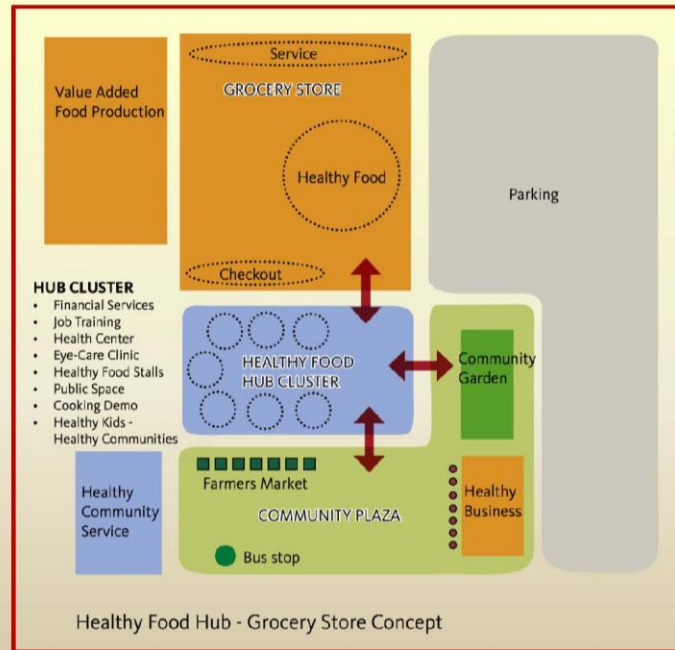 Value Added
Food Production
Service
GROCERY STORE
Healthy Food
Checkout
Parking
HUB CLUSTER
• Financial Services
• Job Training
• Health Center
• Eye-Care Clinic
• Healthy Food Stalls
• Public Space
• Cooking Demo
• Healthy Kids -
Healthy Communities
HEALTHY FOOD
HUB CLUSTER
Community
Garden
Healthy
Community
Service
Farmers Market
COMMUNITY PLAZA
Bus stop
Healthy
Business
Healthy Food Hub - Grocery Store Concept